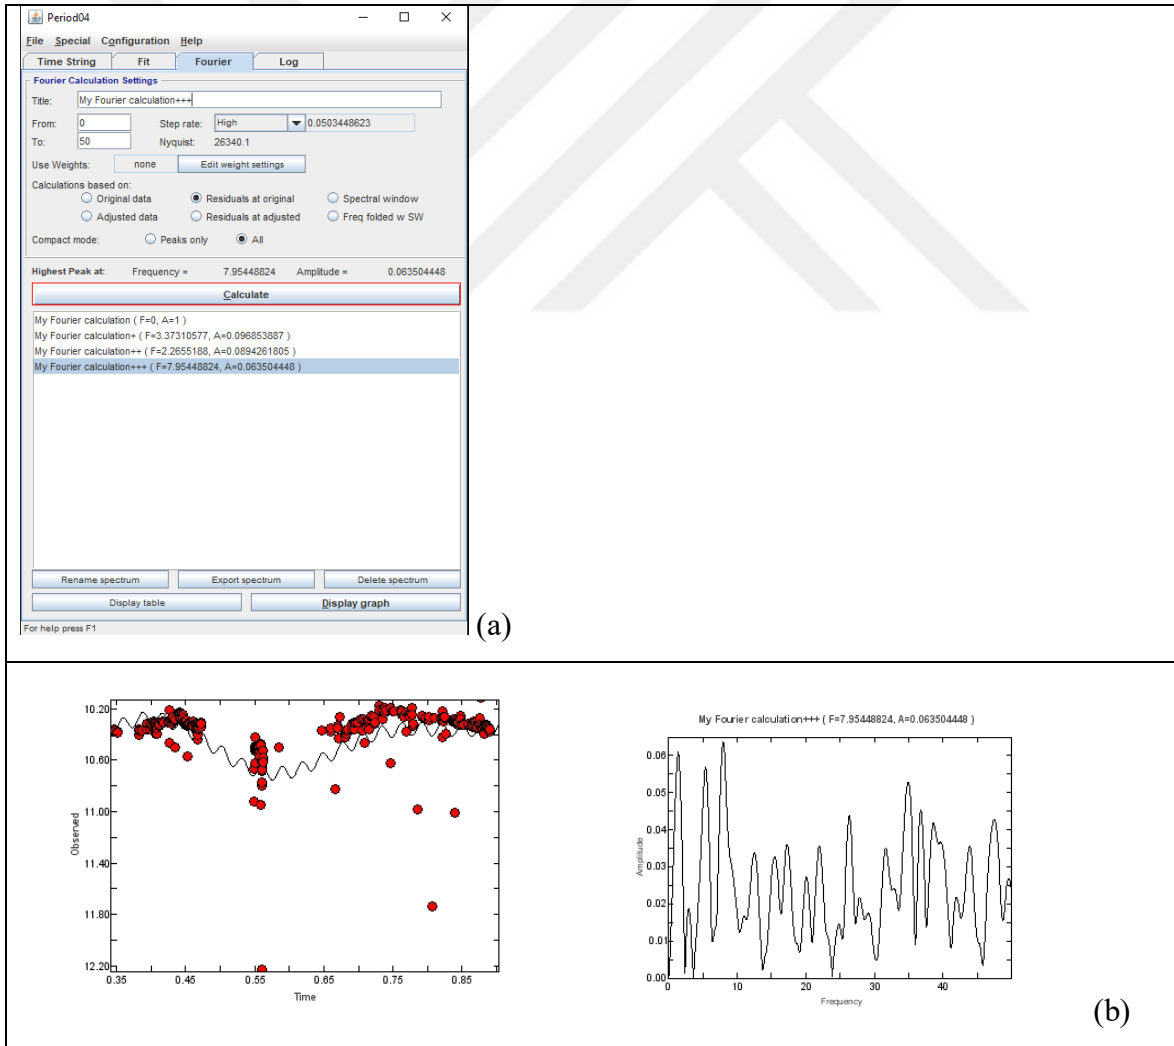 Period04
File Special Configuration Help
Time String Fit Fourier Log
Fourier Calculation Settings
Title: My Fourier calculation+++
From: 0 Step rate: High 0.0503448623
To: 50 Nyquist: 26340.1
Use Weights: none Edit weight settings
Calculations based on:
Original data Residuals at original Spectral window
Adjusted data Residuals at adjusted Freq folded w SW
Compact mode: Peaks only All
Highest Peak at: Frequency = 7.95448824 Amplitude = 0.063504448
Calculate
My Fourier calculation ( F=0, A=1 )
My Fourier calculation+ ( F=3.37310577, A=0.096853887 )
My Fourier calculation++ ( F=2.2655188, A=0.0894261805 )
My Fourier calculation+++ ( F=7.95448824, A=0.063504448 )
Rename spectrum Export spectrum Delete spectrum
Display table Display graph
For help press F1
(a)
10.20
10.60
11.00
11.40
11.80
12.20
Observed
0.35 0.45 0.55 0.65 0.75 0.85
Time
My Fourier calculation+++ ( F=7.95448824, A=0.063504448 )
0.06
0.05
0.04
0.03
0.02
0.01
0.00
Amplitude
0 10 20 30 40
Frequency
(b)